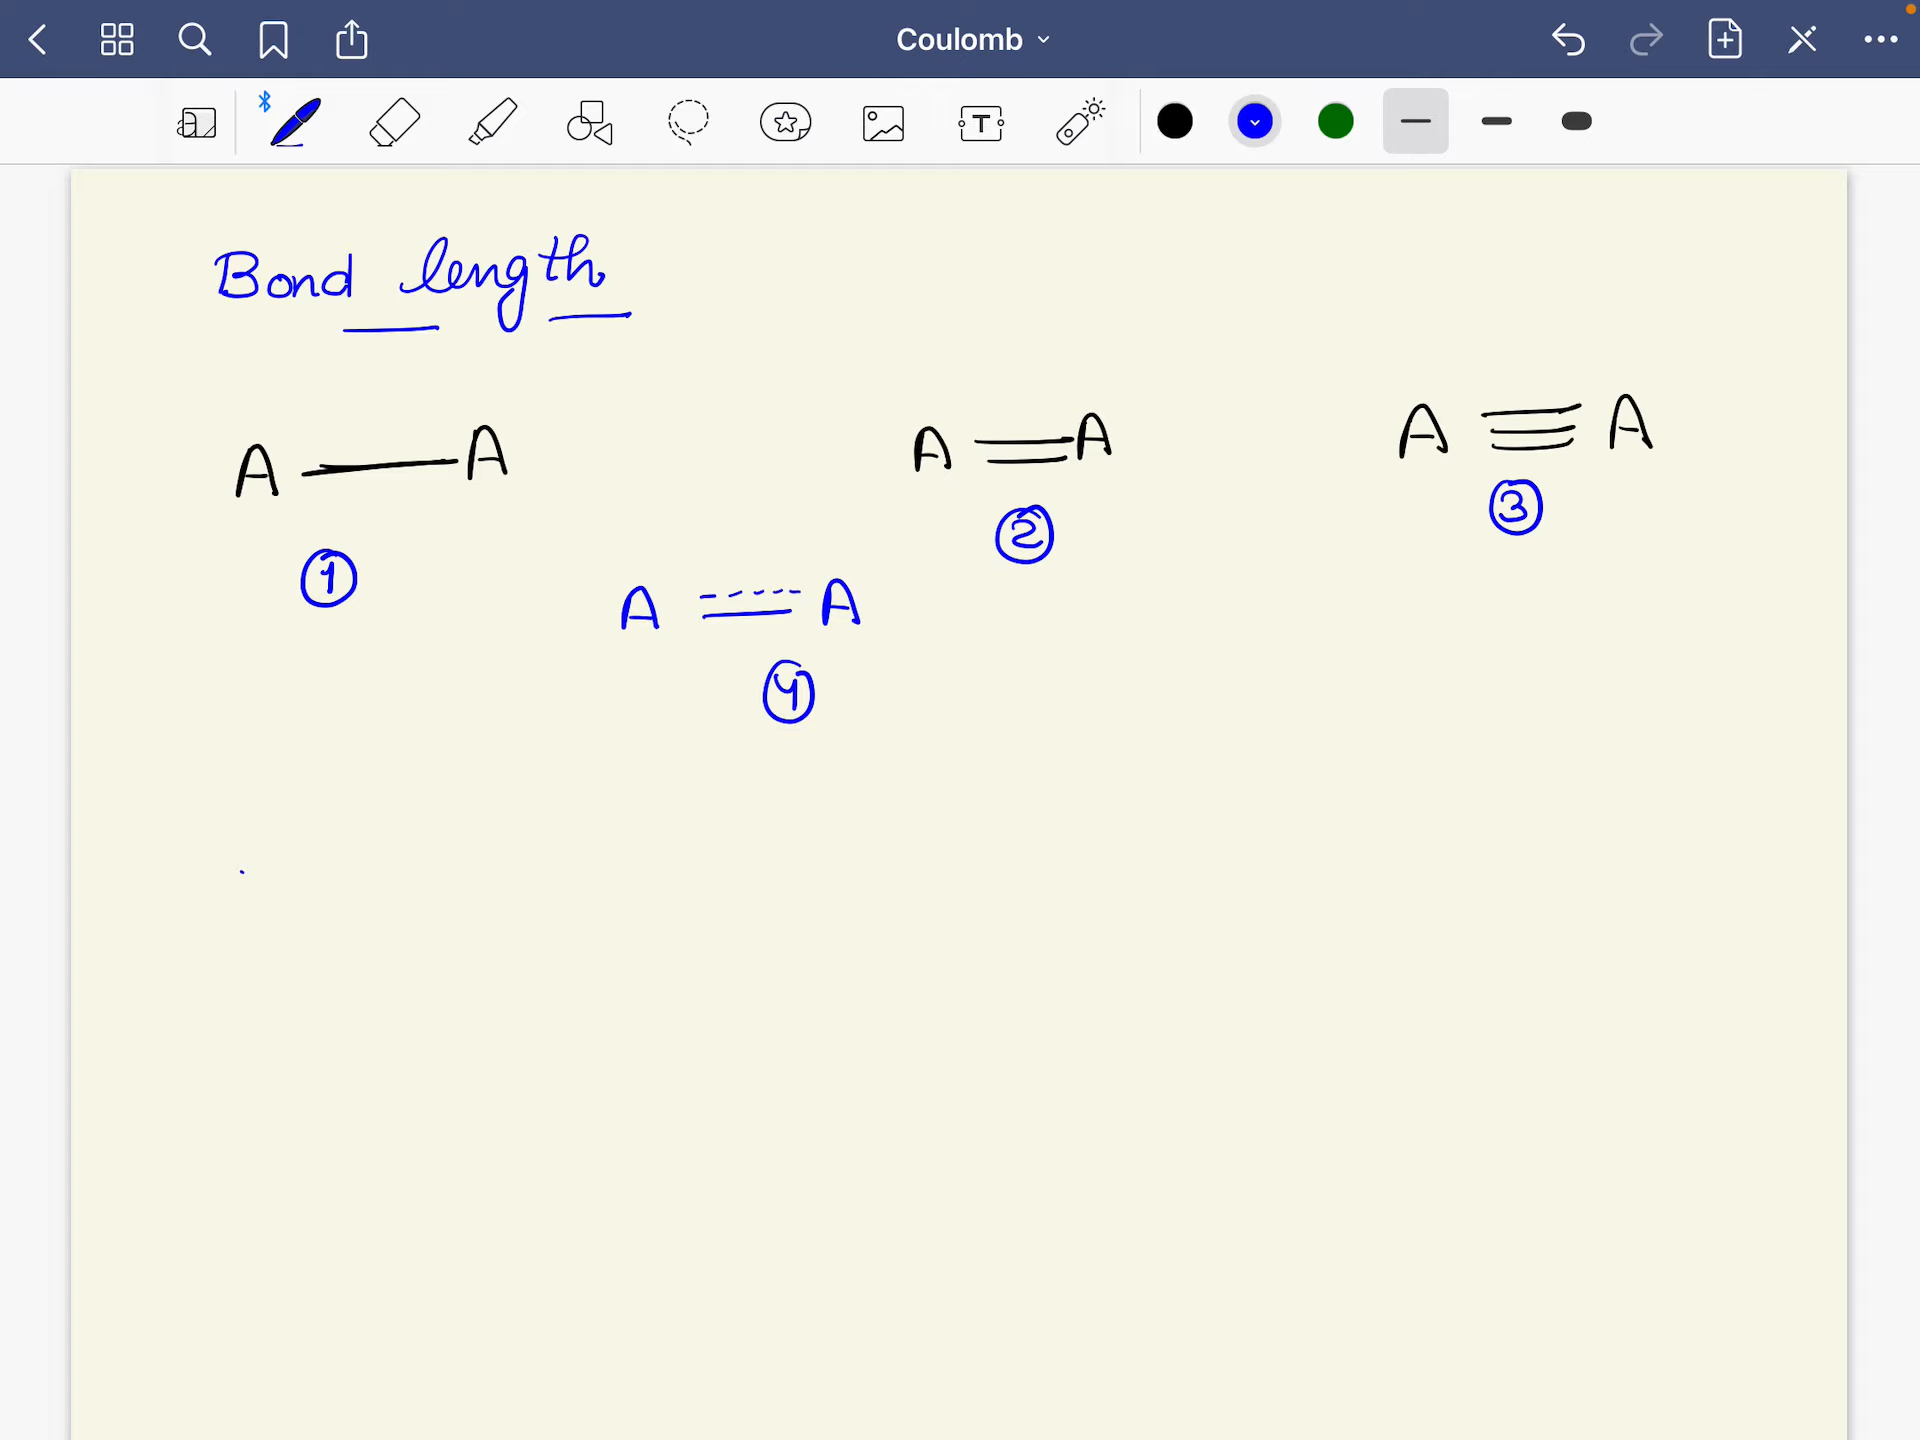 Coulomb
T
Bond length
A — A
A = A
A ≡ A
①
②
③
A A
④